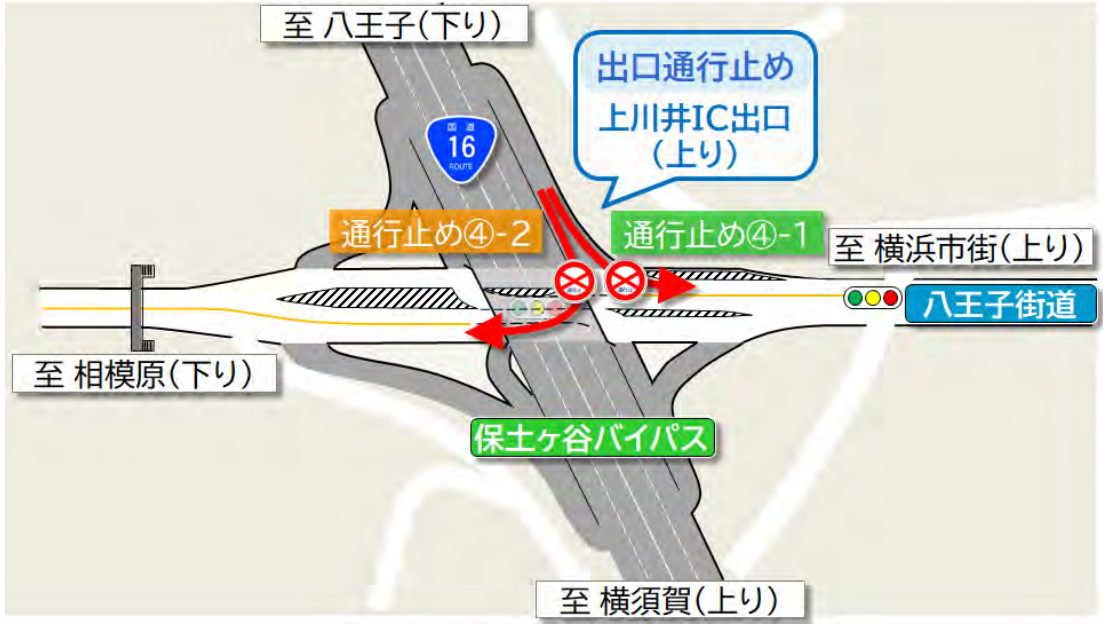 至 八王子(下り)
出口通行止め
上川井IC出口
(上り)
国道
16
ROUTE
通行止め④-2
通行止め④-1
至 横浜市街(上り)
八王子街道
至 相模原(下り)
保土ヶ谷バイパス
至 横須賀(上り)